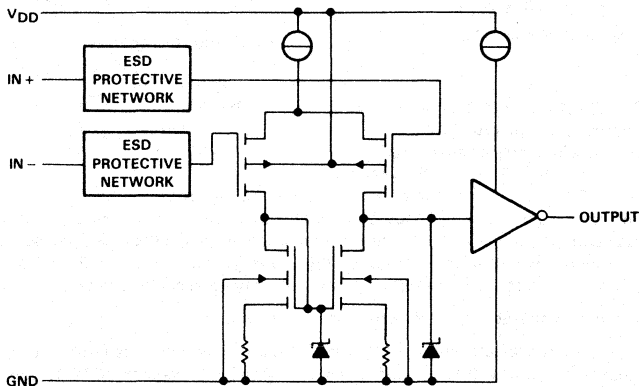 VDD
ESD
PROTECTIVE
NETWORK
IN +
ESD
PROTECTIVE
NETWORK
IN −
OUTPUT
GND